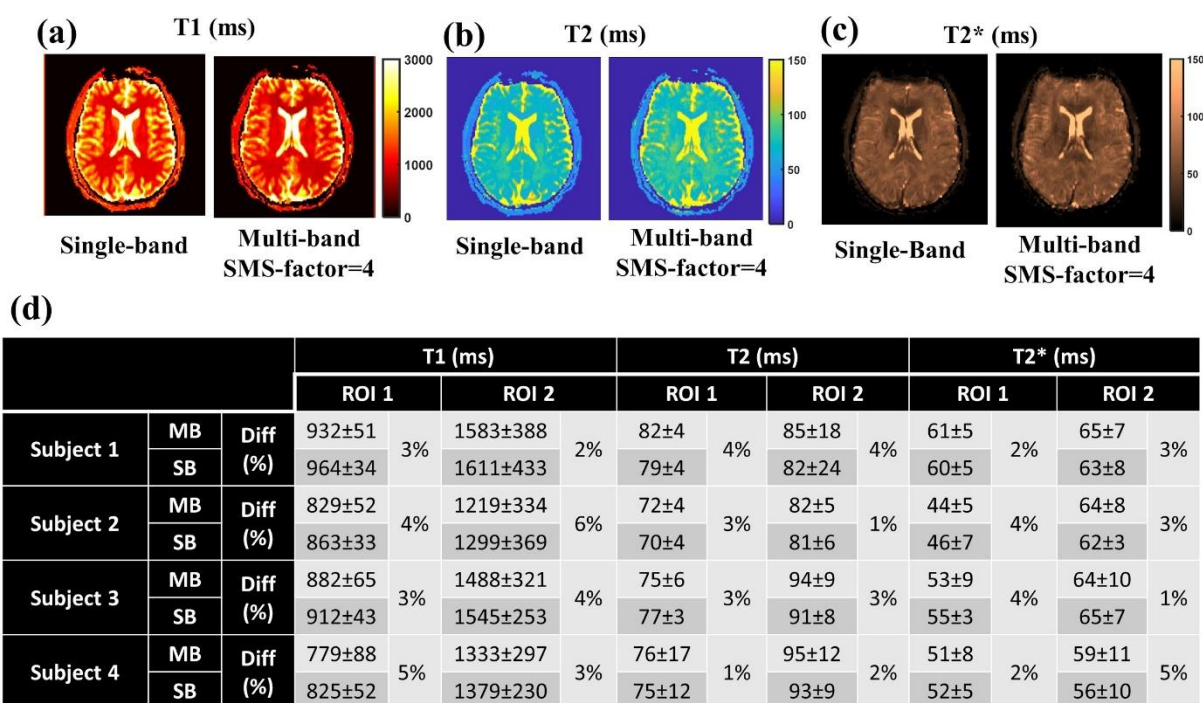 (a) T1 (ms) (b) T2 (ms) (c) T2* (ms)
3000 150 150
2000 100 100
1000 50 50
0 0 0
Single-band Multi-band Single-band Multi-band Single-Band Multi-band
SMS-factor=4 SMS-factor=4 SMS-factor=4
(d)
T1 (ms) T2 (ms) T2* (ms)
ROI 1 ROI 2 ROI 1 ROI 2 ROI 1 ROI 2
Subject 1 MB Diff (%) 932±51 3% 1583±388 2% 82±4 4% 85±18 4% 61±5 2% 65±7 3%
SB 964±34 1611±433 79±4 82±24 60±5 63±8
Subject 2 MB Diff (%) 829±52 4% 1219±334 6% 72±4 3% 82±5 1% 44±5 4% 64±8 3%
SB 863±33 1299±369 70±4 81±6 46±7 62±3
Subject 3 MB Diff (%) 882±65 3% 1488±321 4% 75±6 3% 94±9 3% 53±9 4% 64±10 1%
SB 912±43 1545±253 77±3 91±8 55±3 65±7
Subject 4 MB Diff (%) 779±88 5% 1333±297 3% 76±17 1% 95±12 2% 51±8 2% 59±11 5%
SB 825±52 1379±230 75±12 93±9 52±5 56±10